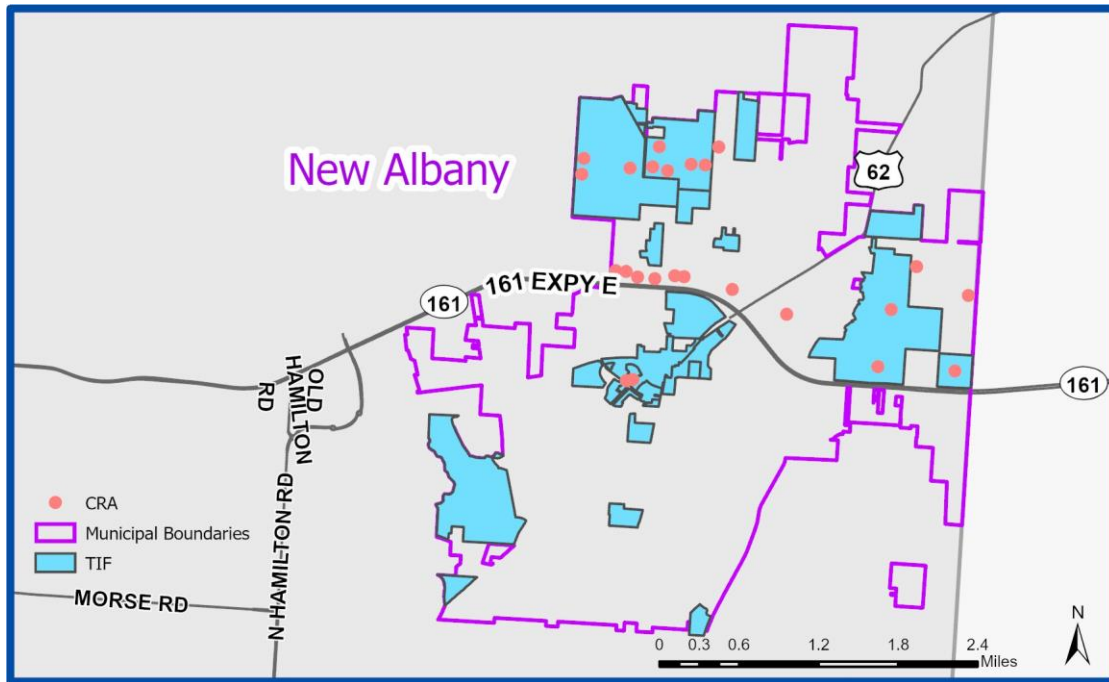 New Albany
62
161 EXPY E
161
161
OLD
HAMILTON
RD
N HAMILTON RD
MORSE RD
CRA
Municipal Boundaries
TIF
N
0 0.3 0.6 1.2 1.8 2.4
Miles